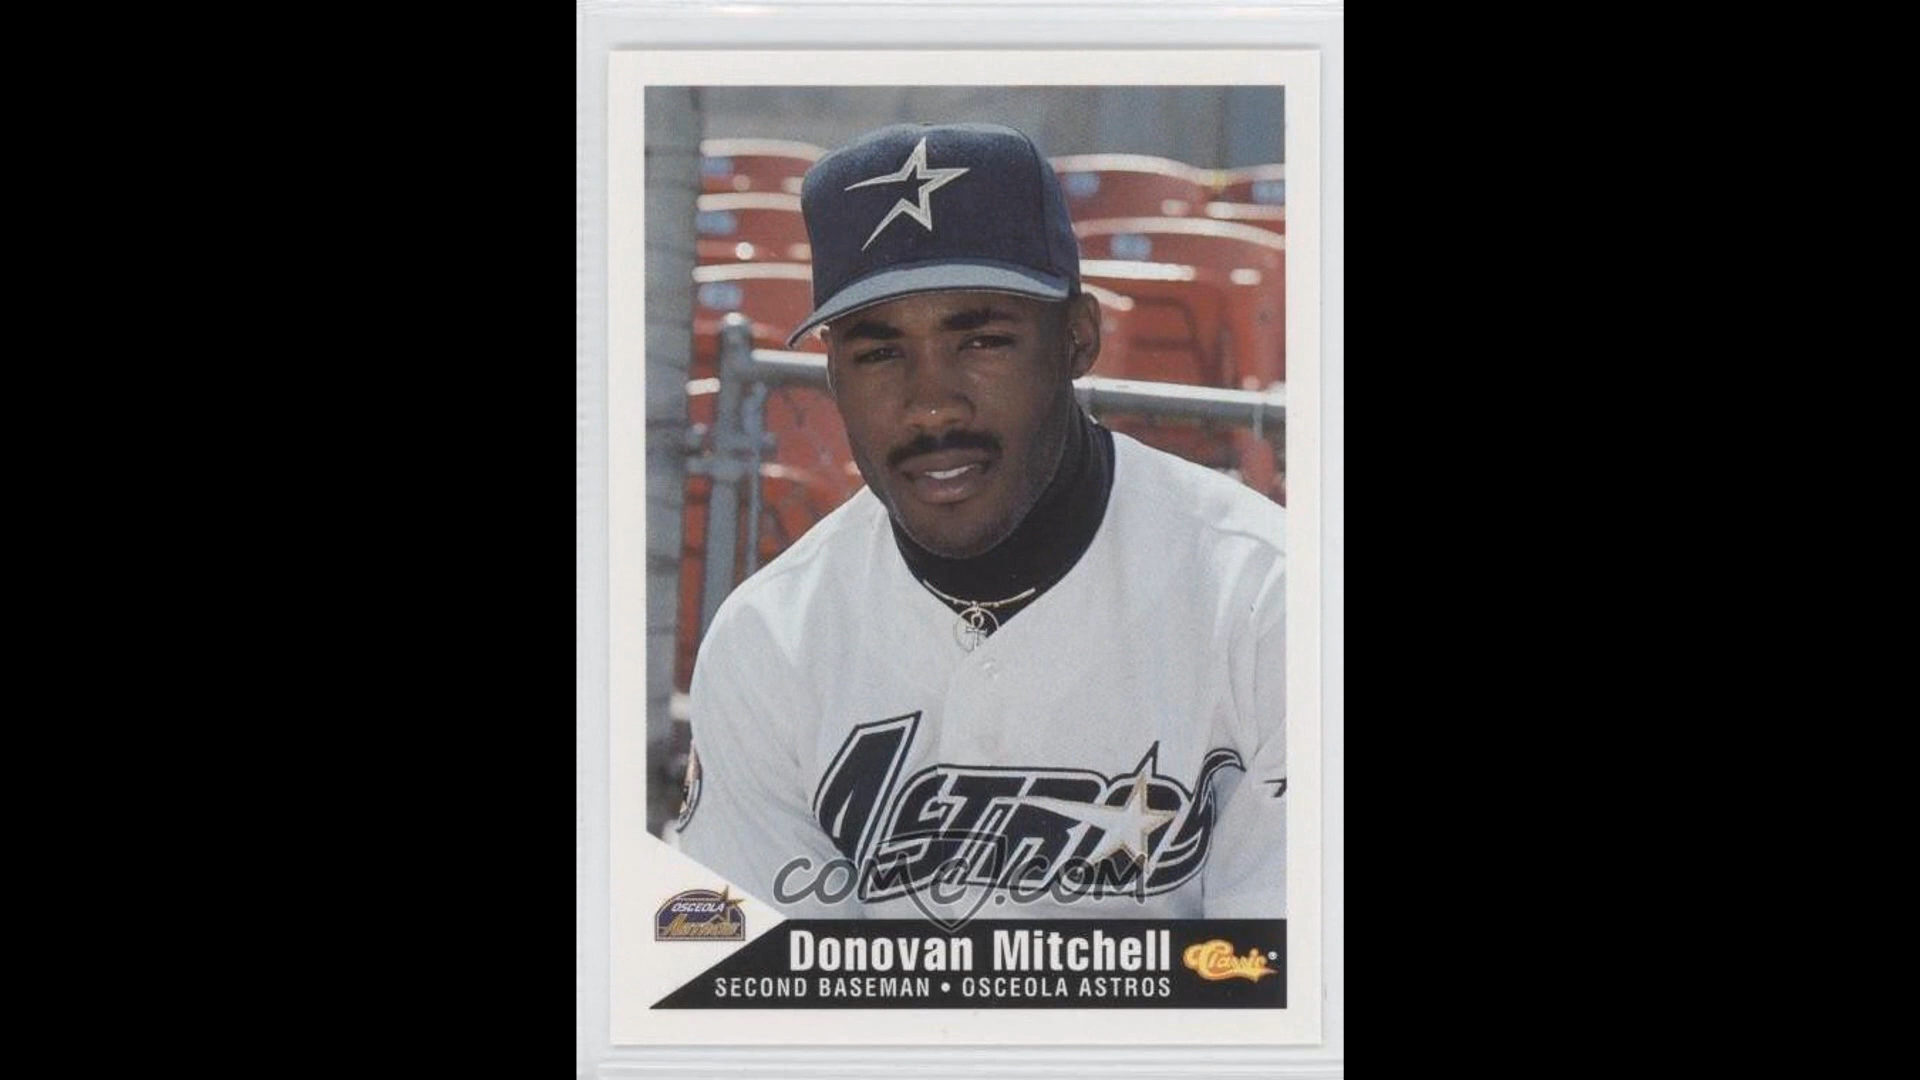 ASTROS
COMC.COM
OSCEOLA
Donovan Mitchell
Classic®
SECOND BASEMAN • OSCEOLA ASTROS